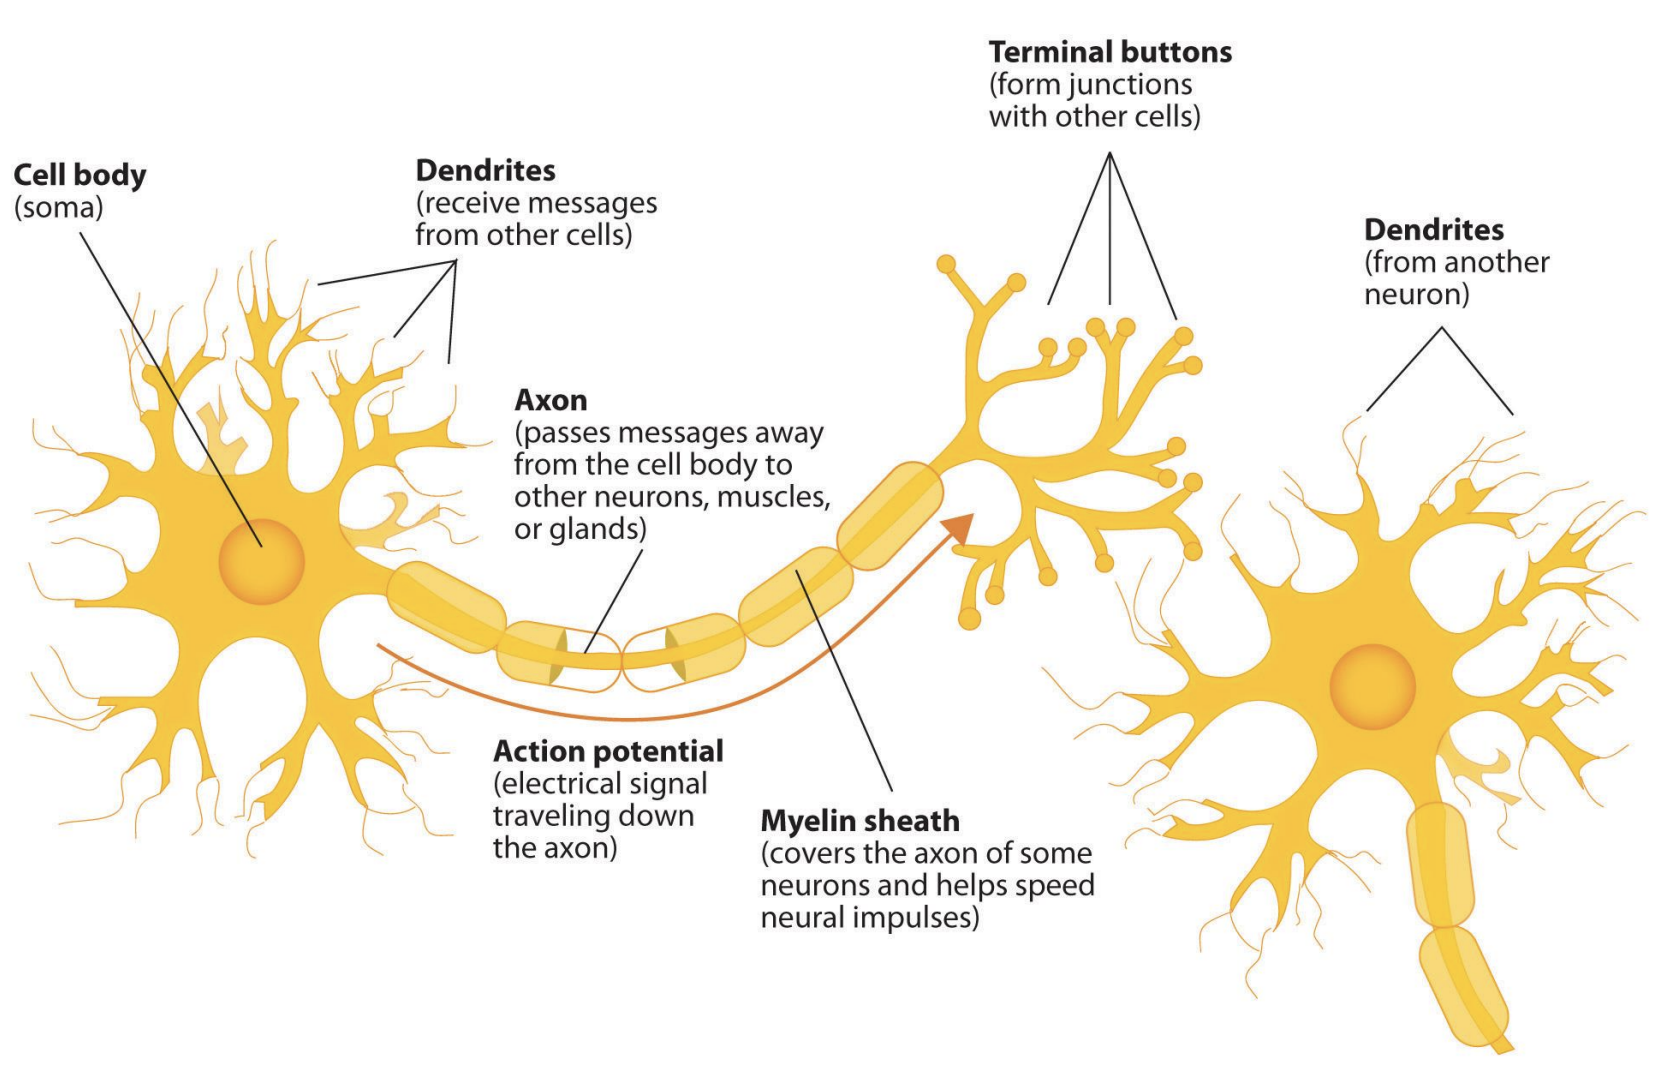 Terminal buttons
(form junctions
with other cells)
Cell body
(soma)
Dendrites
(receive messages
from other cells)
Dendrites
(from another
neuron)
Axon
(passes messages away
from the cell body to
other neurons, muscles,
or glands)
Action potential
(electrical signal
traveling down
the axon)
Myelin sheath
(covers the axon of some
neurons and helps speed
neural impulses)